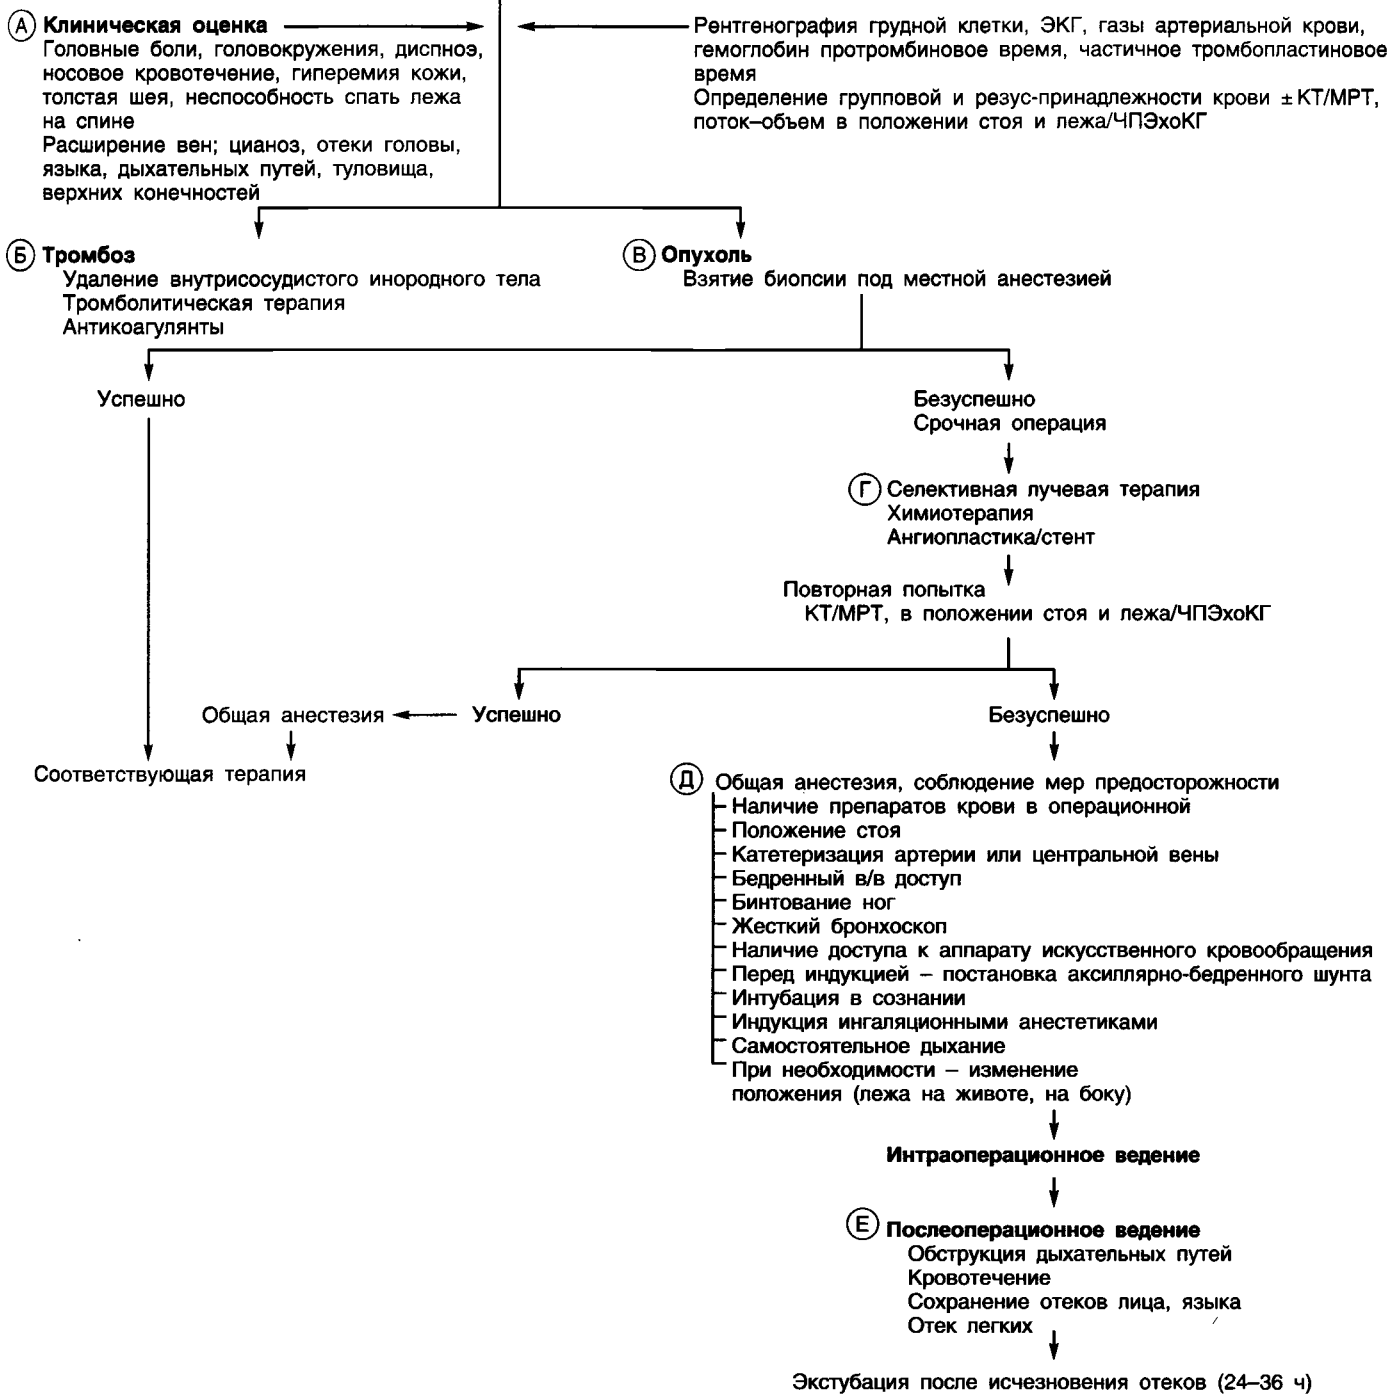 А Клиническая оценка
Головные боли, головокружения, диспноэ,
носовое кровотечение, гиперемия кожи,
толстая шея, неспособность спать лежа
на спине
Расширение вен; цианоз, отеки головы,
языка, дыхательных путей, туловища,
верхних конечностей
Рентгенография грудной клетки, ЭКГ, газы артериальной крови,
гемоглобин протромбиновое время, частичное тромбопластиновое
время
Определение групповой и резус-принадлежности крови ± КТ/МРТ,
поток–объем в положении стоя и лежа/ЧПЭхоКГ
Б Тромбоз
Удаление внутрисосудистого инородного тела
Тромболитическая терапия
Антикоагулянты
В Опухоль
Взятие биопсии под местной анестезией
Успешно
Безуспешно
Срочная операция
Г Селективная лучевая терапия
Химиотерапия
Ангиопластика/стент
Повторная попытка
КТ/МРТ, в положении стоя и лежа/ЧПЭхоКГ
Общая анестезия
Успешно
Безуспешно
Соответствующая терапия
Д Общая анестезия, соблюдение мер предосторожности
Наличие препаратов крови в операционной
Положение стоя
Катетеризация артерии или центральной вены
Бедренный в/в доступ
Бинтование ног
Жесткий бронхоскоп
Наличие доступа к аппарату искусственного кровообращения
Перед индукцией – постановка аксиллярно-бедренного шунта
Интубация в сознании
Индукция ингаляционными анестетиками
Самостоятельное дыхание
При необходимости – изменение
положения (лежа на животе, на боку)
Интраоперационное ведение
Е Послеоперационное ведение
Обструкция дыхательных путей
Кровотечение
Сохранение отеков лица, языка
Отек легких
Экстубация после исчезновения отеков (24–36 ч)